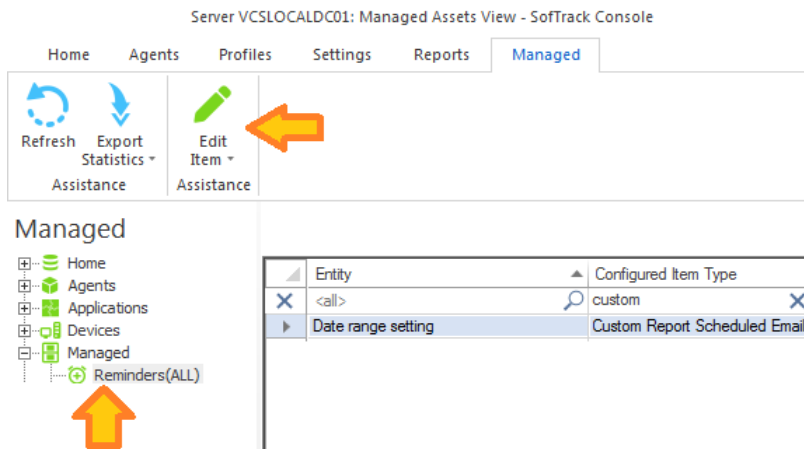 Server VCSLOCALDC01: Managed Assets View - SofTrack Console
Home Agents Profiles Settings Reports Managed
Refresh Export Statistics Edit Item
Assistance Assistance
Managed
Home
Agents
Applications
Devices
Managed
Reminders(ALL)
Entity Configured Item Type
<all> custom
Date range setting Custom Report Scheduled Email